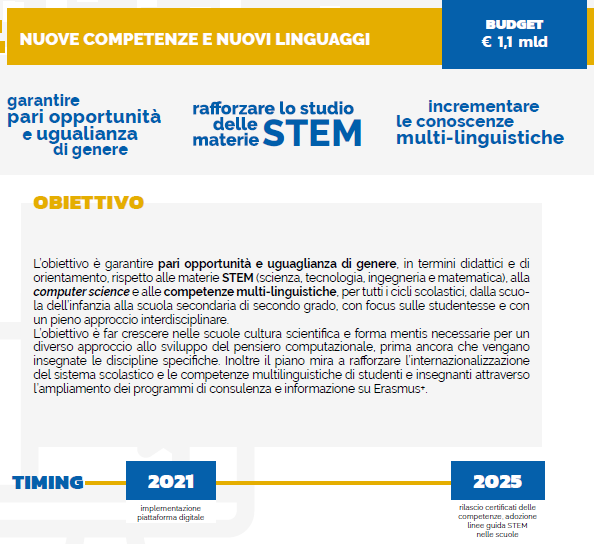 NUOVE COMPETENZE E NUOVI LINGUAGGI
BUDGET
€ 1,1 mld
garantire
pari opportunità
e ugualianza
di genere
rafforzare lo studio
delle
materie STEM
incrementare
le conoscenze
multi-linguistiche
OBIETTIVO
L'obiettivo è garantire pari opportunità e uguaglianza di genere, in termini didattici e di
orientamento, rispetto alle materie STEM (scienza, tecnologia, ingegneria e matematica), alla
computer science e alle competenze multi-linguistiche, per tutti i cicli scolastici, dalla scuo-
la dell'infanzia alla scuola secondaria di secondo grado, con focus sulle studentesse e con
un pieno approccio interdisciplinare.
L'obiettivo è far crescere nelle scuole cultura scientifica e forma mentis necessarie per un
diverso approccio allo sviluppo del pensiero computazionale, prima ancora che vengano
insegnate le discipline specifiche. Inoltre il piano mira a rafforzare l'internazionalizzazione
del sistema scolastico e le competenze multilinguistiche di studenti e insegnanti attraverso
l'ampliamento dei programmi di consulenza e informazione su Erasmus+.
TIMING
2021
implementazione
piattaforma digitale
2025
rilascio certificati delle
competenze, adozione
linee guida STEM
nelle scuole